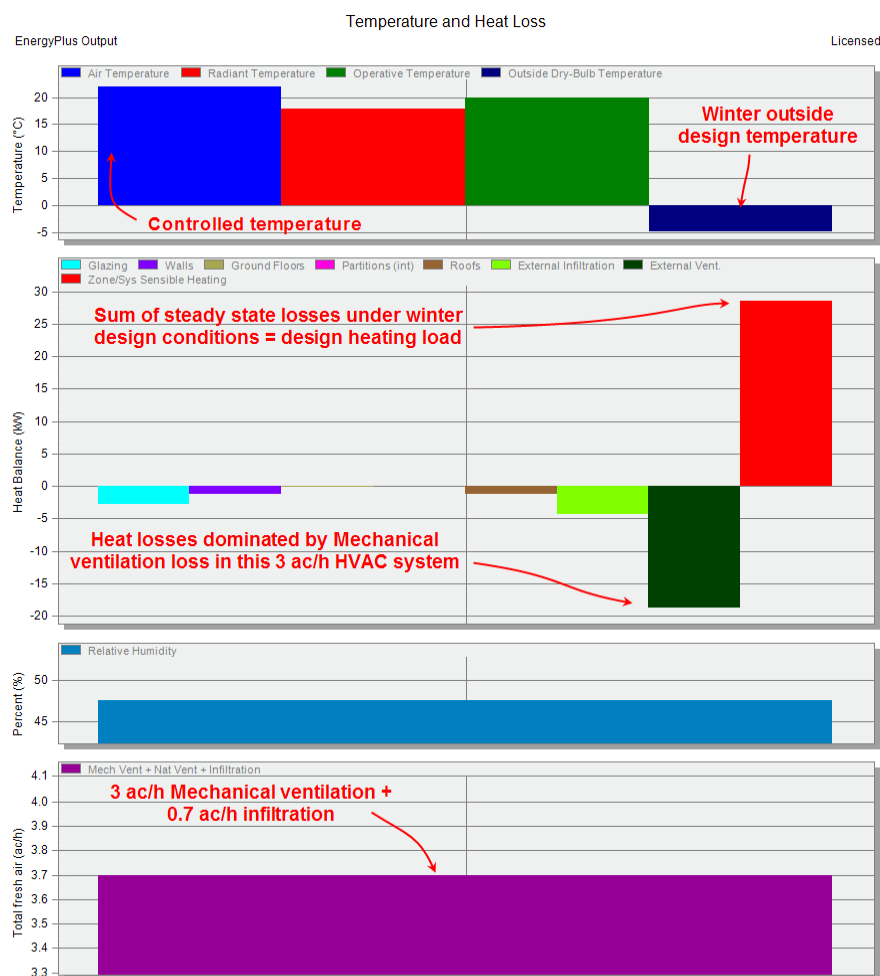 Temperature and Heat Loss
EnergyPlus Output
Licensed
Air Temperature
Radiant Temperature
Operative Temperature
Outside Dry-Bulb Temperature
Temperature (°C)
20
15
10
5
0
-5
Winter outside
design temperature
Controlled temperature
Glazing
Walls
Ground Floors
Partitions (int)
Roofs
External Infiltration
External Vent.
Zone/Sys Sensible Heating
Heat Balance (kW)
30
25
20
15
10
5
0
-5
-10
-15
-20
Sum of steady state losses under winter
design conditions = design heating load
Heat losses dominated by Mechanical
ventilation loss in this 3 ac/h HVAC system
Relative Humidity
Percent (%)
50
45
Mech Vent + Nat Vent + Infiltration
Total fresh air (ac/h)
4.1
4.0
3.9
3.8
3.7
3.6
3.5
3.4
3.3
3 ac/h Mechanical ventilation +
0.7 ac/h infiltration